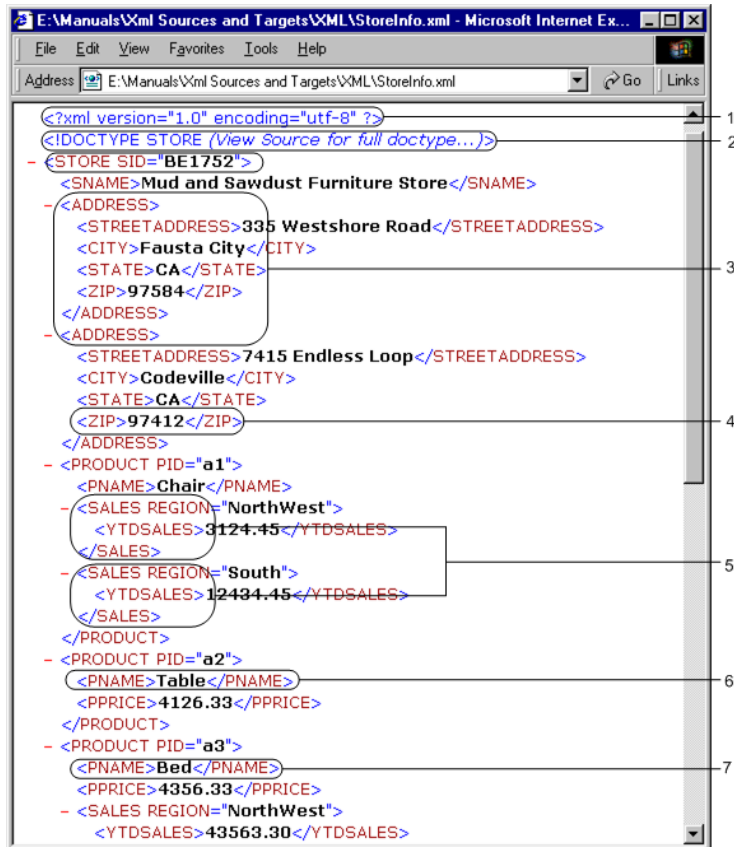 E:\Manuals\Xml Sources and Targets\XML\StoreInfo.xml - Microsoft Internet Ex...
File Edit View Favorites Tools Help
Address E:\Manuals\Xml Sources and Targets\XML\StoreInfo.xml Go Links
<?xml version="1.0" encoding="utf-8" ?> 1
<!DOCTYPE STORE (View Source for full doctype...)> 2
- <STORE SID="BE1752">
<SNAME>Mud and Sawdust Furniture Store</SNAME>
- <ADDRESS>
<STREETADDRESS>335 Westshore Road</STREETADDRESS>
<CITY>Fausta City</CITY>
<STATE>CA</STATE> 3
<ZIP>97584</ZIP>
</ADDRESS>
- <ADDRESS>
<STREETADDRESS>7415 Endless Loop</STREETADDRESS>
<CITY>Codeville</CITY>
<STATE>CA</STATE>
<ZIP>97412</ZIP> 4
</ADDRESS>
- <PRODUCT PID="a1">
<PNAME>Chair</PNAME>
- <SALES REGION="NorthWest">
<YTDSALES>3124.45</YTDSALES>
</SALES>
5
- <SALES REGION="South">
<YTDSALES>12434.45</YTDSALES>
</SALES>
</PRODUCT>
- <PRODUCT PID="a2">
<PNAME>Table</PNAME> 6
<PPRICE>4126.33</PPRICE>
</PRODUCT>
- <PRODUCT PID="a3">
<PNAME>Bed</PNAME> 7
<PPRICE>4356.33</PPRICE>
- <SALES REGION="NorthWest">
<YTDSALES>43563.30</YTDSALES>